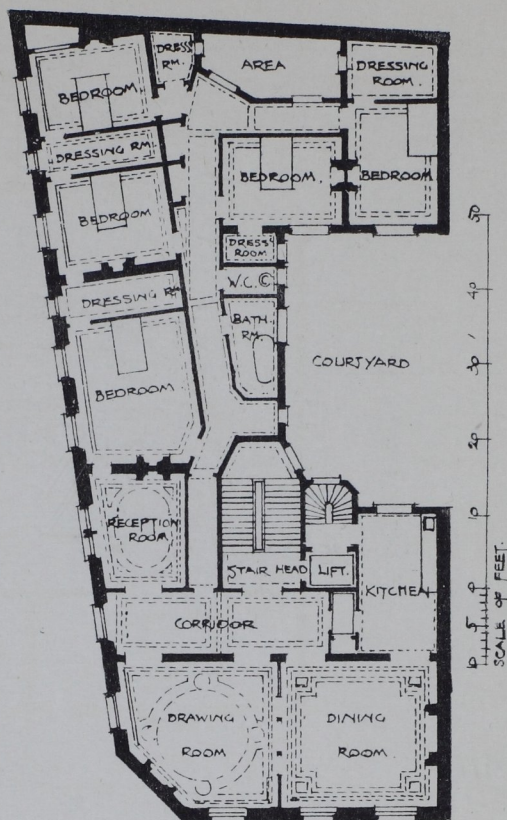 DRESS
RM.
AREA
DRESSING
ROOM.
BEDROOM
DRESSING RM.
BEDROOM.
BEDROOM
BEDROOM
DRESS
ROOM
W.C.
DRESSING RM
BATH
RM.
COURTYARD
BEDROOM
RECEPTION
ROOM
STAIR HEAD
LIFT.
KITCHEN
CORRIDOR
DRAWING
ROOM
DINING
ROOM
50
40
30
20
10
0
5
10
SCALE OF FEET.